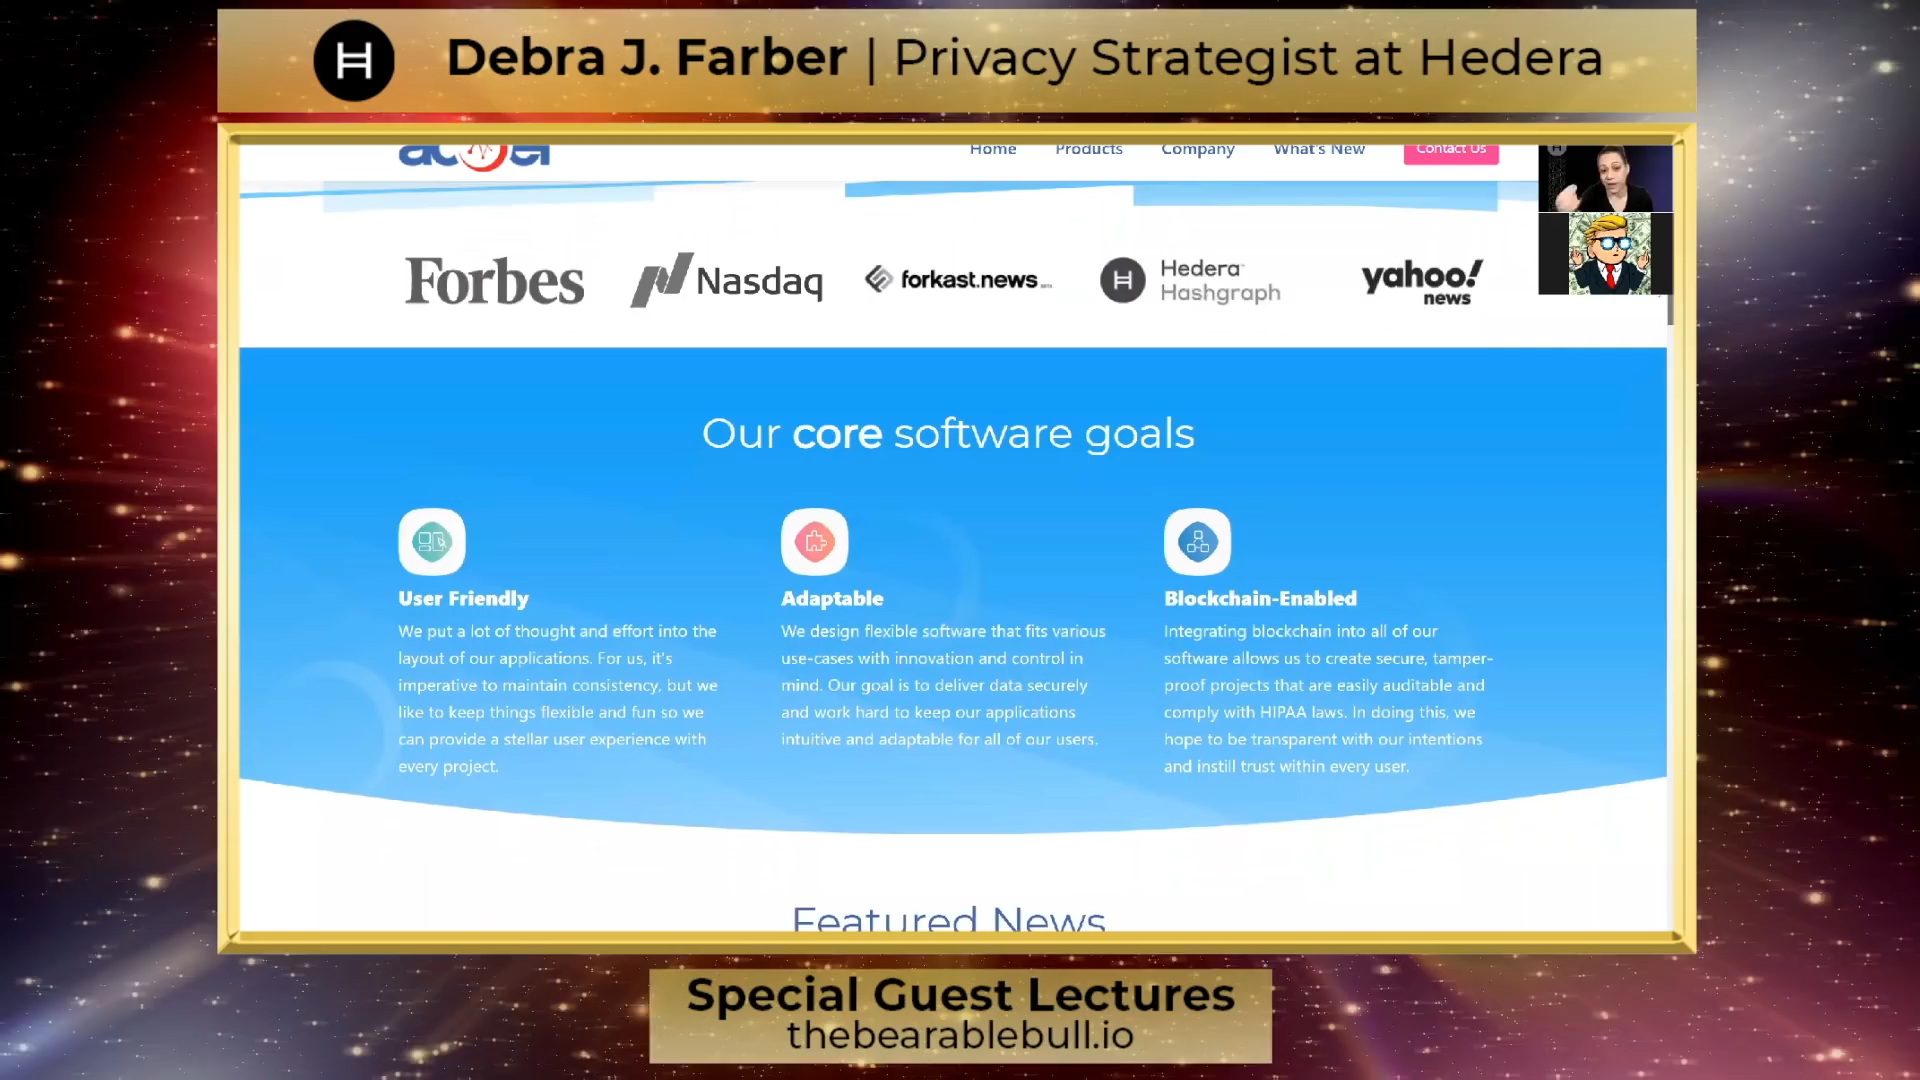 Debra J. Farber | Privacy Strategist at Hedera
Home Products Company What's New Contact Us
Forbes Nasdaq forkast.news Hedera Hashgraph yahoo! news
Our core software goals
User Friendly
We put a lot of thought and effort into the
layout of our applications. For us, it's
imperative to maintain consistency, but we
like to keep things flexible and fun so we
can provide a stellar user experience with
every project.
Adaptable
We design flexible software that fits various
use-cases with innovation and control in
mind. Our goal is to deliver data securely
and work hard to keep our applications
intuitive and adaptable for all of our users.
Blockchain-Enabled
Integrating blockchain into all of our
software allows us to create secure, tamper-
proof projects that are easily auditable and
comply with HIPAA laws. In doing this, we
hope to be transparent with our intentions
and instill trust within every user.
Featured News
Special Guest Lectures
thebearablebull.io